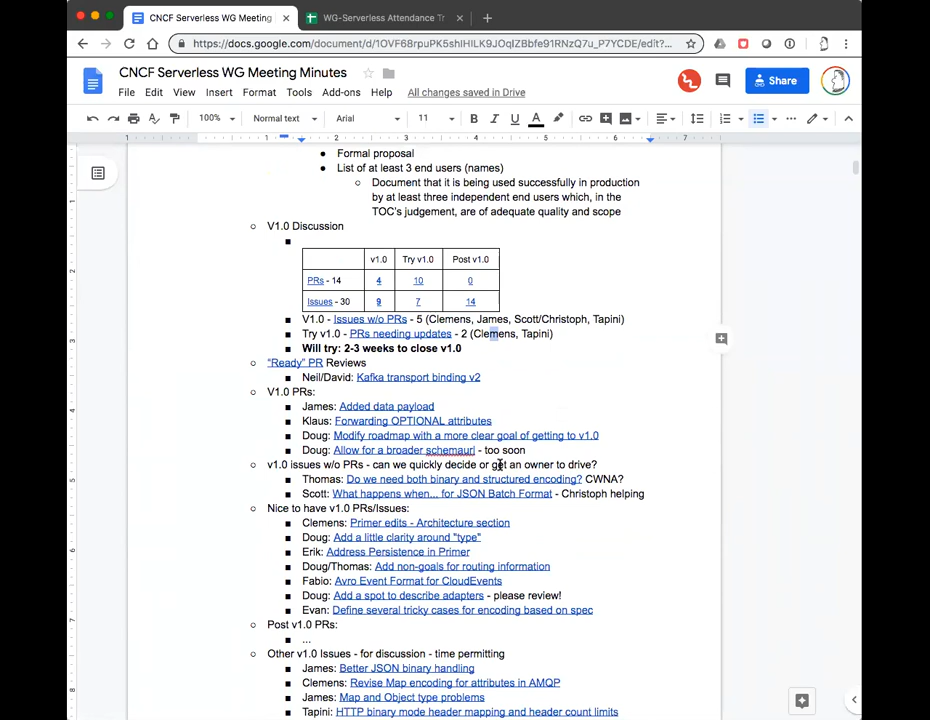 CNCF Serverless WG Meeting
WG-Serverless Attendance Tr
https://docs.google.com/document/d/1OVF68rpuPK5shIHILK9JOqIZBbfe91RNzQ7u_P7YCDE/edit?...
CNCF Serverless WG Meeting Minutes
File Edit View Insert Format Tools Add-ons Help All changes saved in Drive
Share
100% Normal text Arial 11 B I U A
1 1 2 3 4 5 6 7
Formal proposal
List of at least 3 end users (names)
Document that it is being used successfully in production
by at least three independent end users which, in the
TOC's judgement, are of adequate quality and scope
V1.0 Discussion
v1.0 Try v1.0 Post v1.0
PRs - 14 4 10 0
Issues - 30 9 7 14
V1.0 - Issues w/o PRs - 5 (Clemens, James, Scott/Christoph, Tapini)
Try v1.0 - PRs needing updates - 2 (Clemens, Tapini)
Will try: 2-3 weeks to close v1.0
"Ready" PR Reviews
Neil/David: Kafka transport binding v2
V1.0 PRs:
James: Added data payload
Klaus: Forwarding OPTIONAL attributes
Doug: Modify roadmap with a more clear goal of getting to v1.0
Doug: Allow for a broader schemaurl - too soon
v1.0 issues w/o PRs - can we quickly decide or get an owner to drive?
Thomas: Do we need both binary and structured encoding? CWNA?
Scott: What happens when... for JSON Batch Format - Christoph helping
Nice to have v1.0 PRs/Issues:
Clemens: Primer edits - Architecture section
Doug: Add a little clarity around "type"
Erik: Address Persistence in Primer
Doug/Thomas: Add non-goals for routing information
Fabio: Avro Event Format for CloudEvents
Doug: Add a spot to describe adapters - please review!
Evan: Define several tricky cases for encoding based on spec
Post v1.0 PRs:
...
Other v1.0 Issues - for discussion - time permitting
James: Better JSON binary handling
Clemens: Revise Map encoding for attributes in AMQP
James: Map and Object type problems
Tapini: HTTP binary mode header mapping and header count limits